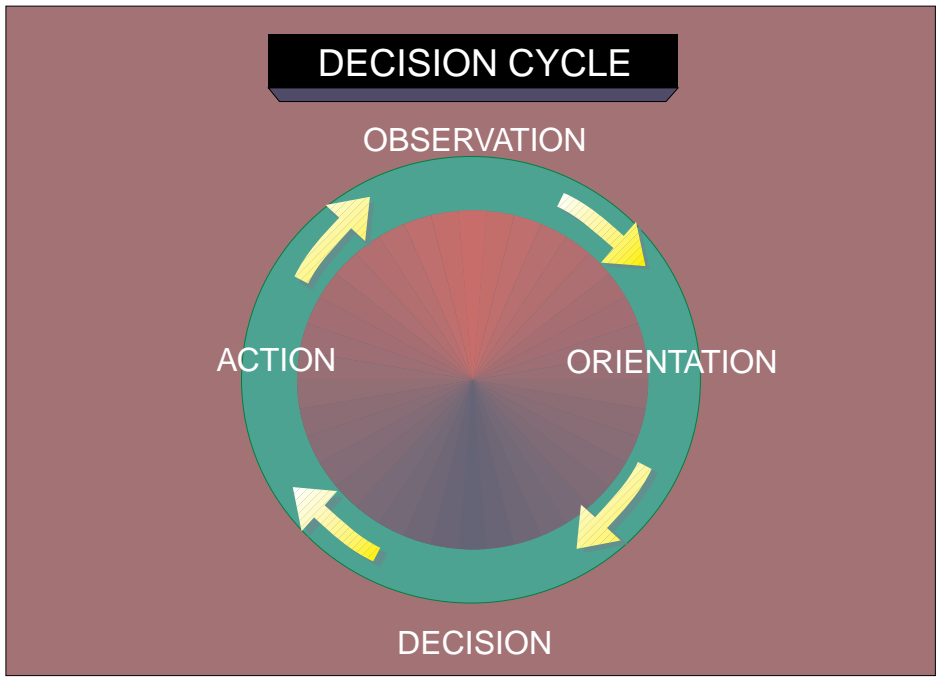 DECISION CYCLE
OBSERVATION
ACTION
ORIENTATION
DECISION